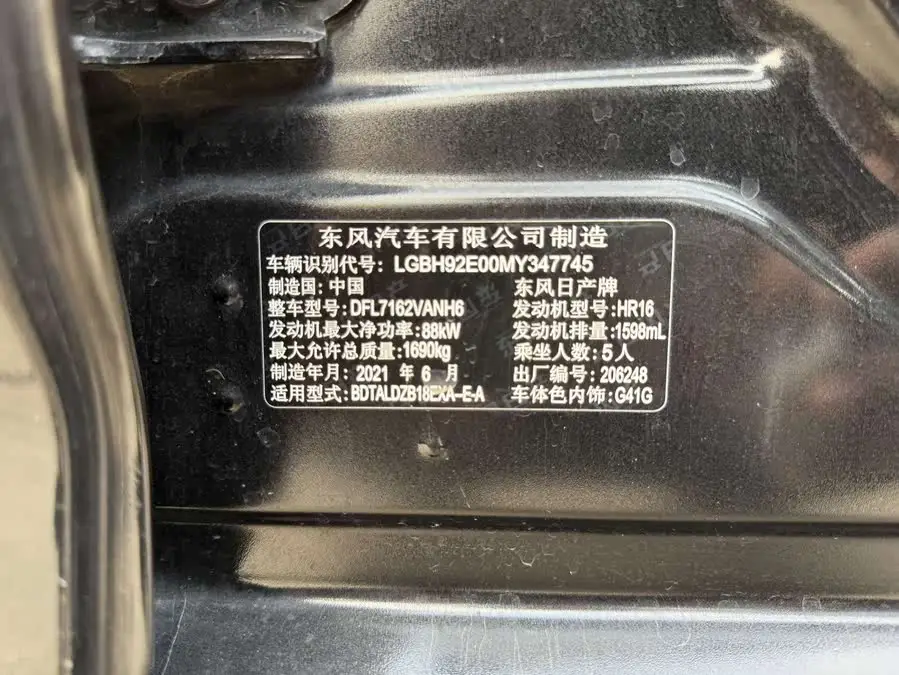 东风汽车有限公司制造
车辆识别代号: LGBH92E00MY347745
制造国: 中国 东风日产牌
整车型号: DFL7162VANH6 发动机型号: HR16
发动机最大净功率: 88kW 发动机排量: 1598mL
最大允许总质量: 1690kg 乘坐人数: 5人
制造年月: 2021 年 6 月 出厂编号: 206248
适用型式: BDTALDZB18EXA-E-A 车体色内饰: G41G